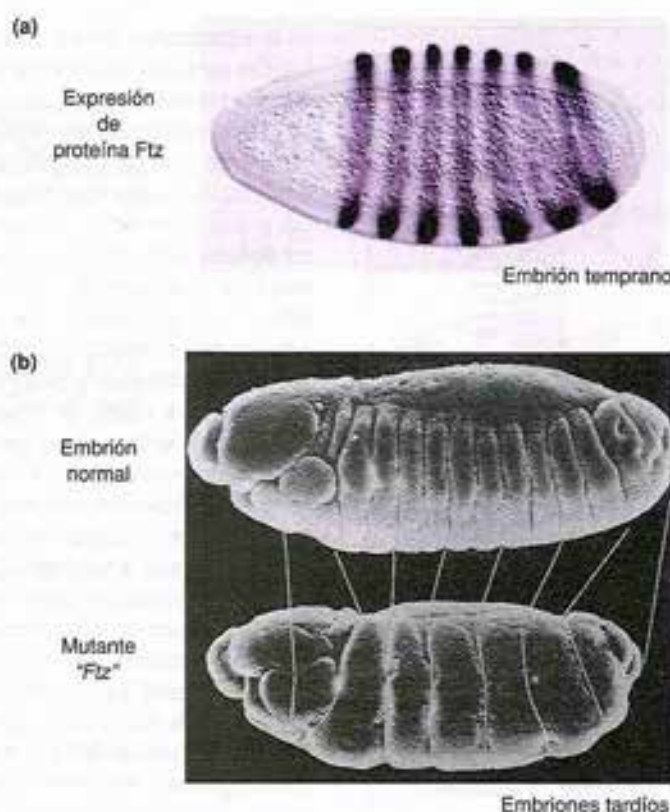 (a)
Expresión
de
proteína Ftz
Embrión temprano
(b)
Embrión
normal
Mutante
"Ftz"
Embriones tardíos